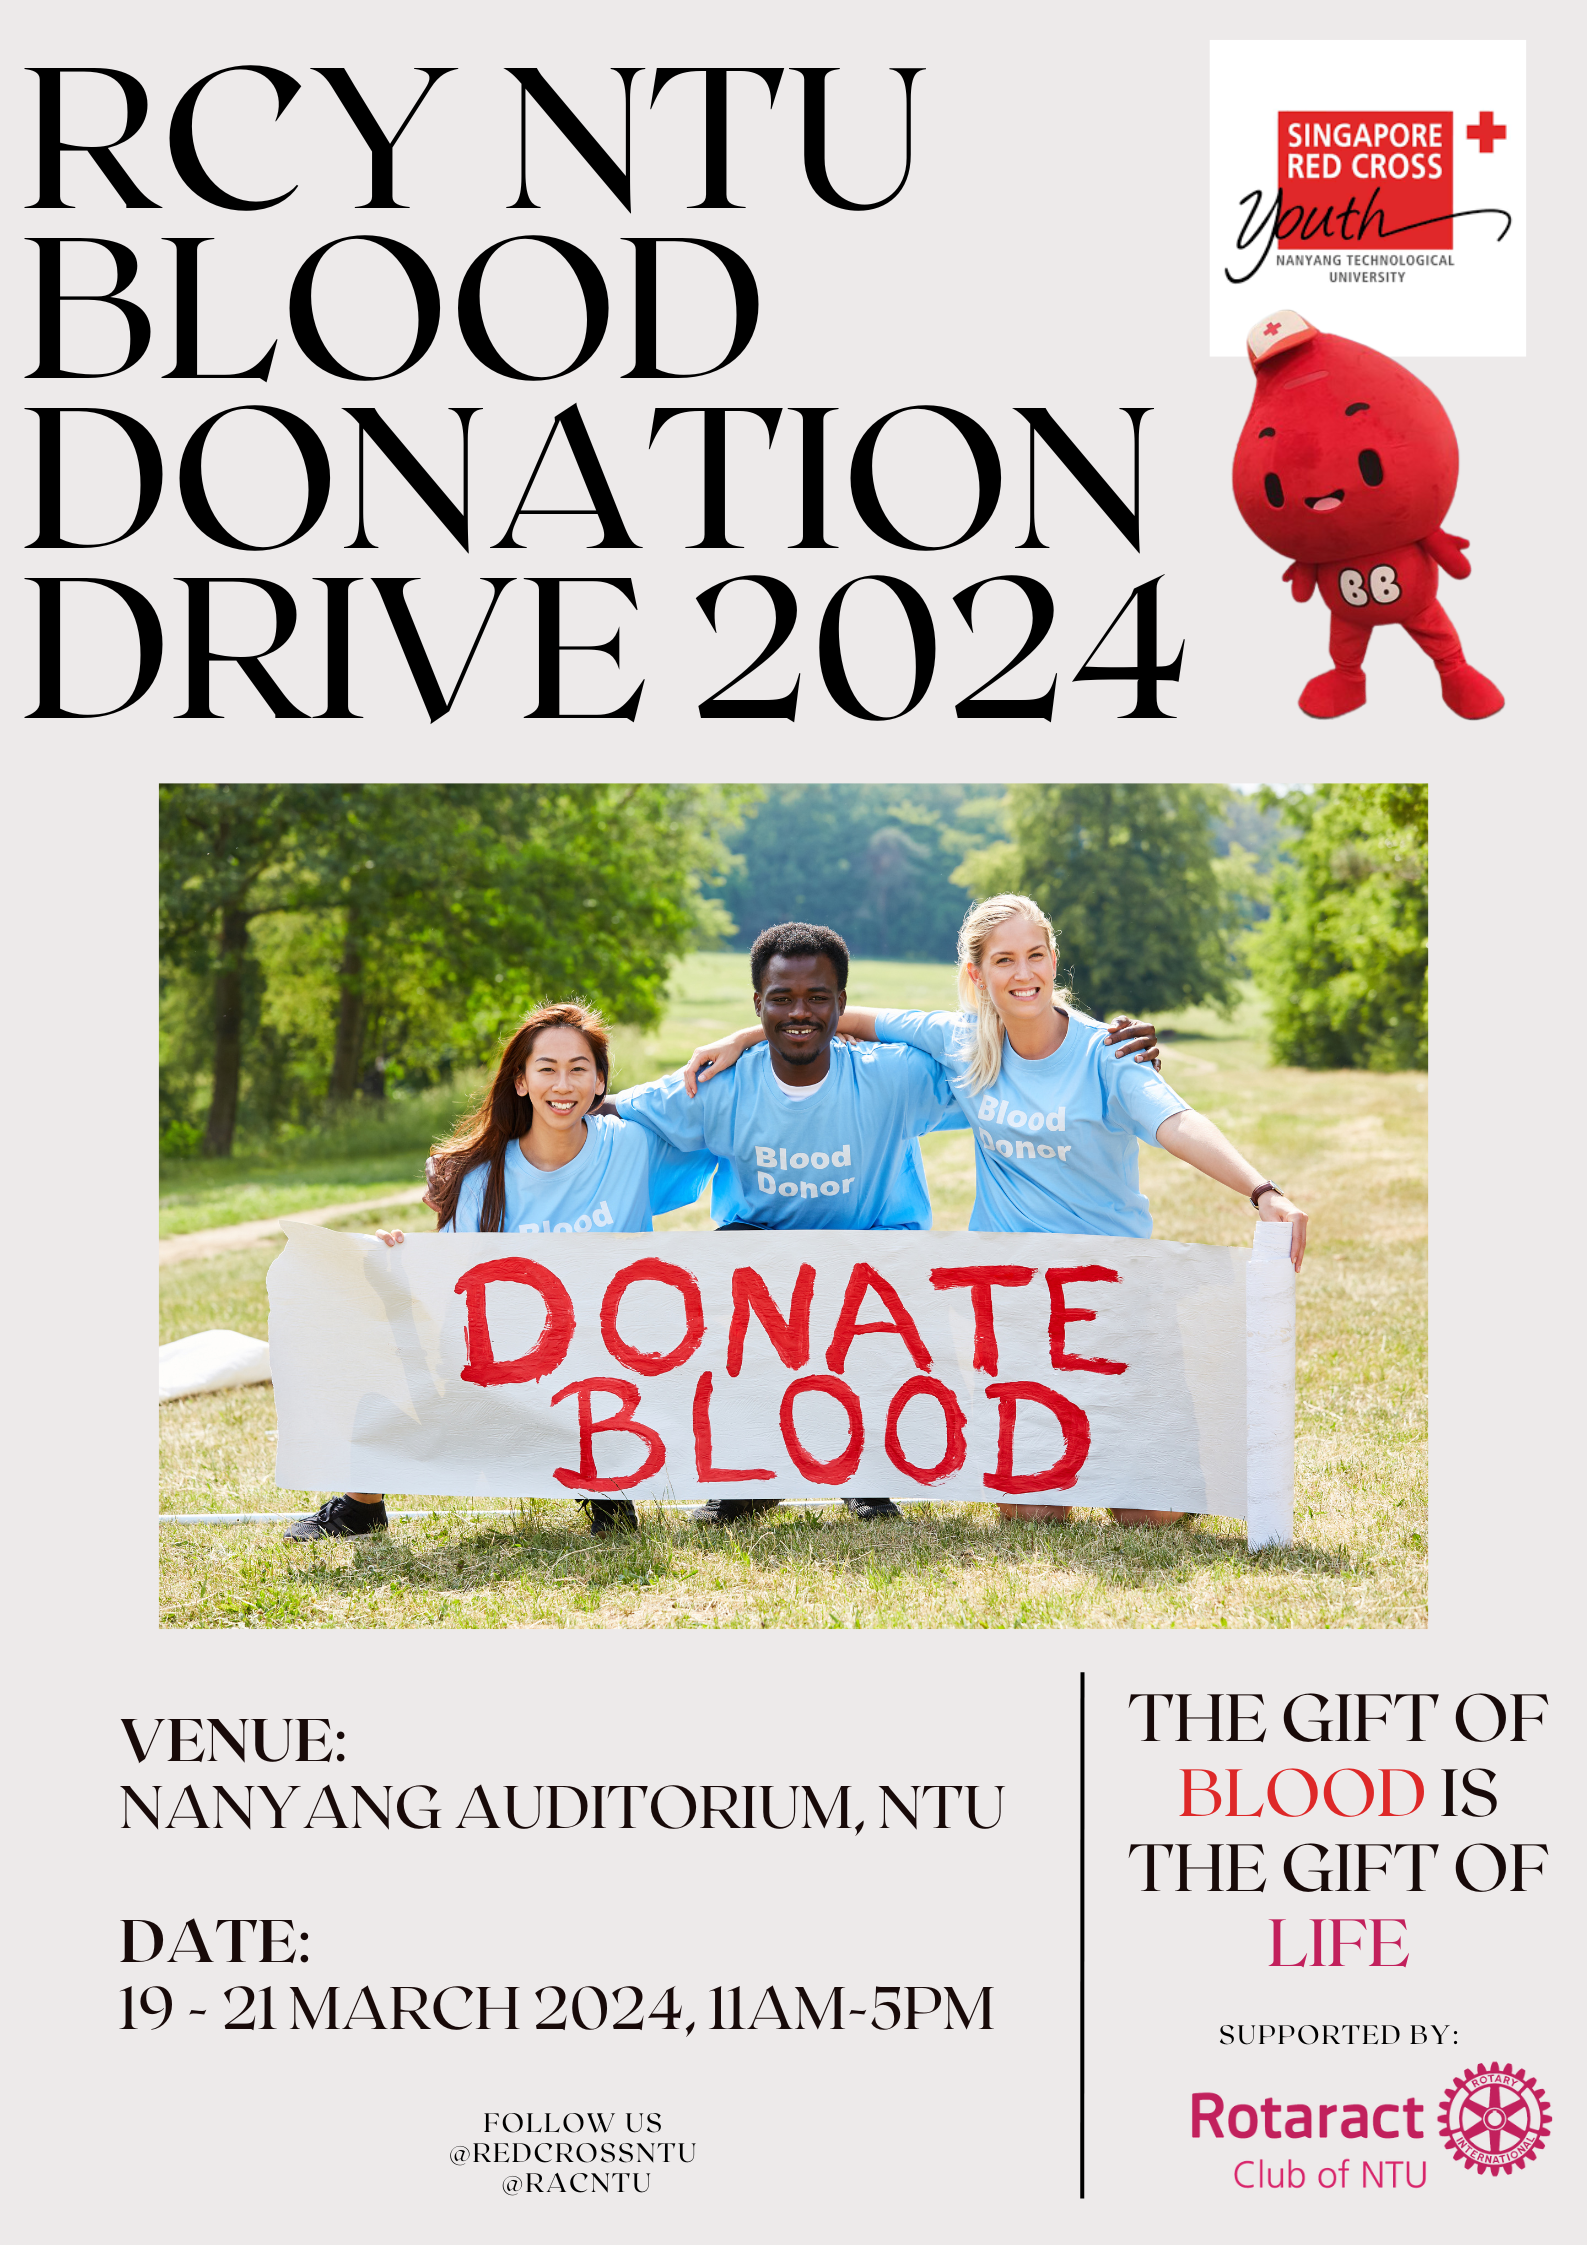 RCY NTU
BLOOD
DONATION
DRIVE 2024
SINGAPORE
RED CROSS
Youth
NANYANG TECHNOLOGICAL
UNIVERSITY
BB
Blood
Blood
Donor
Blood
Donor
DONATE
BLOOD
VENUE:
NANYANG AUDITORIUM, NTU
DATE:
19 - 21 MARCH 2024, 11AM-5PM
FOLLOW US
@REDCROSSNTU
@RACNTU
THE GIFT OF
BLOOD IS
THE GIFT OF
LIFE
SUPPORTED BY:
Rotaract
Club of NTU
ROTARY
INTERNATIONAL